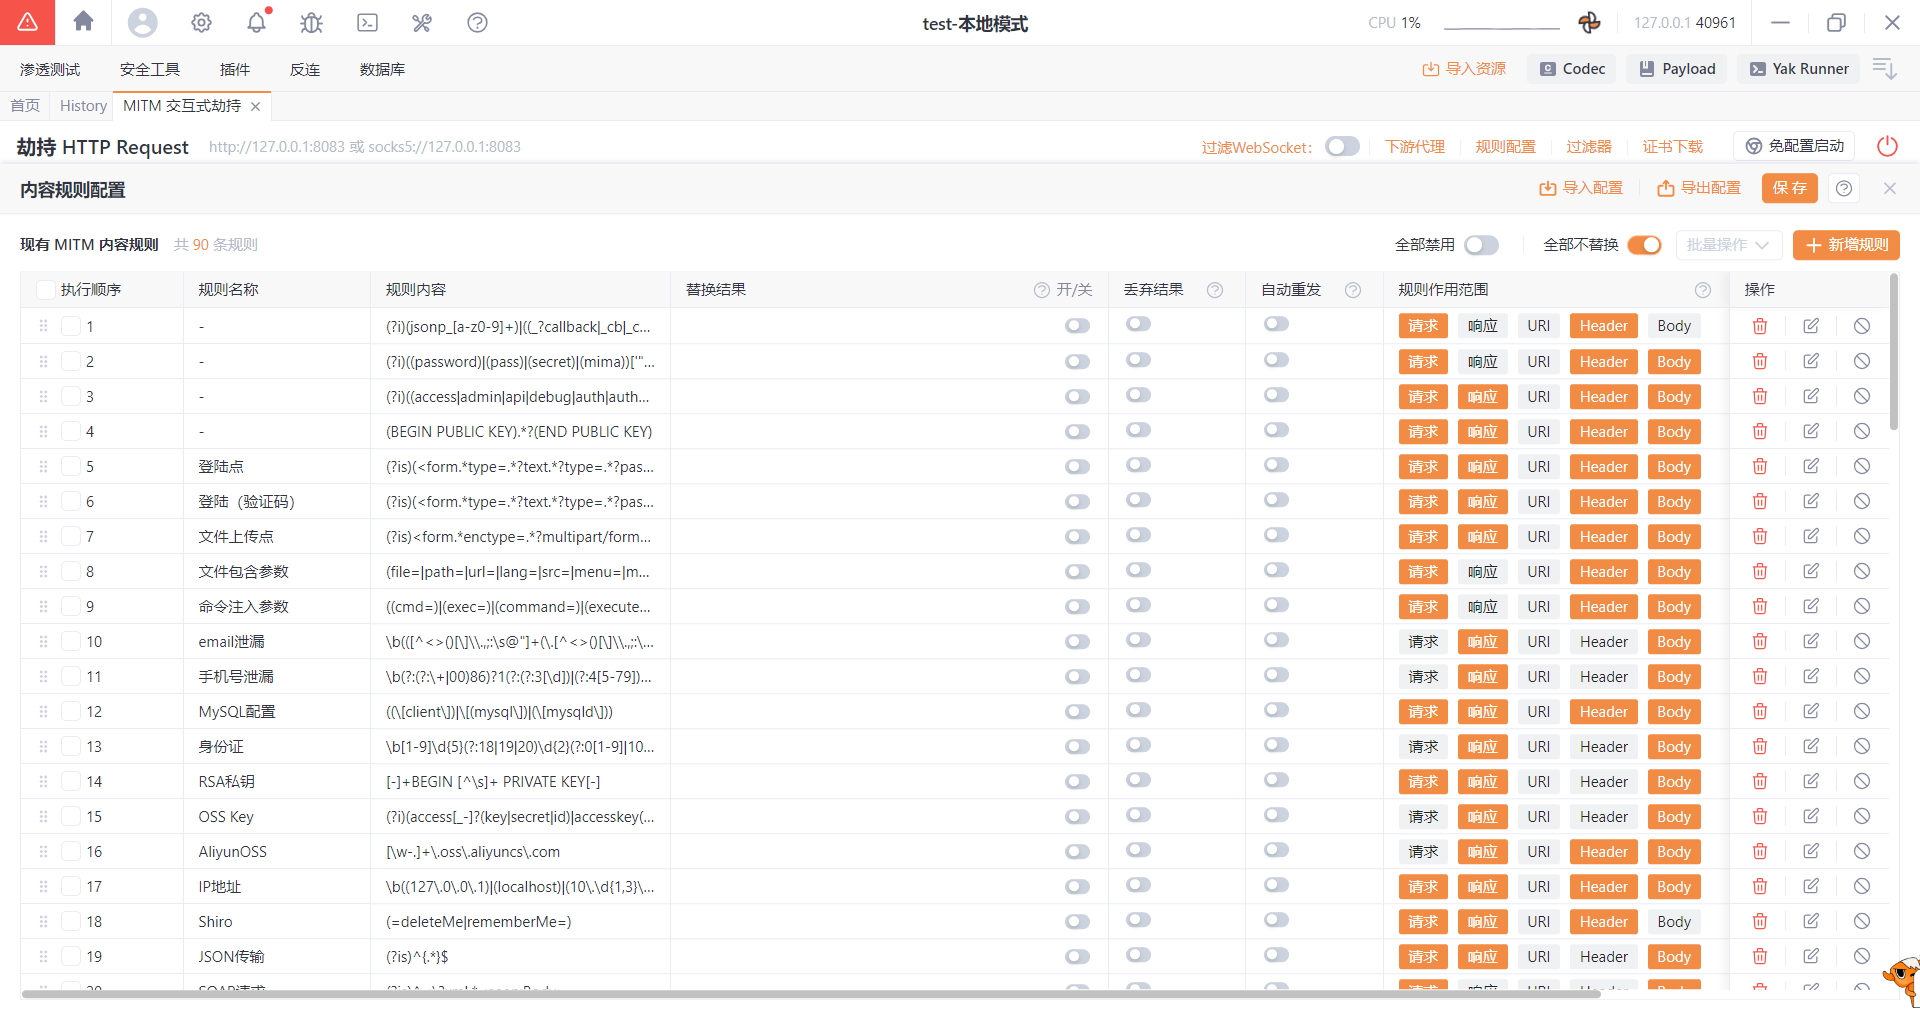 test-本地模式
CPU 1%
127.0.0.1 40961
渗透测试 安全工具 插件 反连 数据库
导入资源 Codec Payload Yak Runner
首页 History MITM 交互式劫持
劫持 HTTP Request http://127.0.0.1:8083 或 socks5://127.0.0.1:8083
过滤WebSocket: 下游代理 规则配置 过滤器 证书下载 免配置启动
内容规则配置
导入配置 导出配置 保存
现有 MITM 内容规则 共 90 条规则
全部禁用 全部不替换 批量操作 新增规则
执行顺序 规则名称 规则内容 替换结果 开/关 丢弃结果 自动重发 规则作用范围 操作
1 - (?i)(jsonp_[a-z0-9]+)|((_?callback|_cb|_c... 请求 响应 URI Header Body
2 - (?i)((password)|(pass)|(secret)|(mima))['"... 请求 响应 URI Header Body
3 - (?i)((access|admin|api|debug|auth|auth... 请求 响应 URI Header Body
4 - (BEGIN PUBLIC KEY).*?(END PUBLIC KEY) 请求 响应 URI Header Body
5 登陆点 (?is)(<form.*type=.*?text.*?type=.*?pas... 请求 响应 URI Header Body
6 登陆（验证码） (?is)(<form.*type=.*?text.*?type=.*?pas... 请求 响应 URI Header Body
7 文件上传点 (?is)<form.*enctype=.*?multipart/form... 请求 响应 URI Header Body
8 文件包含参数 (file=|path=|url=|lang=|src=|menu=|m... 请求 响应 URI Header Body
9 命令注入参数 ((cmd=)|(exec=)|(command=)|(execute... 请求 响应 URI Header Body
10 email泄漏 \b(([^<>()[\]\\.,;:\s@"]+(\.[^<>()[\]\\.,;:\... 请求 响应 URI Header Body
11 手机号泄漏 \b(?:(?:\+|00)86)?1(?:(?:3[\d])|(?:4[5-79])... 请求 响应 URI Header Body
12 MySQL配置 ((\[client\])|\[(mysql\])|(\[mysqld\])) 请求 响应 URI Header Body
13 身份证 \b[1-9]\d{5}(?:18|19|20)\d{2}(?:0[1-9]|10... 请求 响应 URI Header Body
14 RSA私钥 [-]+BEGIN [^\s]+ PRIVATE KEY[-] 请求 响应 URI Header Body
15 OSS Key (?i)(access[_-]?(key|secret|id)|accesskey(... 请求 响应 URI Header Body
16 AliyunOSS [\w-.]+\.oss\.aliyuncs\.com 请求 响应 URI Header Body
17 IP地址 \b((127\.0\.0\.1)|(localhost)|(10\.\d{1,3}\... 请求 响应 URI Header Body
18 Shiro (=deleteMe|rememberMe=) 请求 响应 URI Header Body
19 JSON传输 (?is)^{.*}$ 请求 响应 URI Header Body